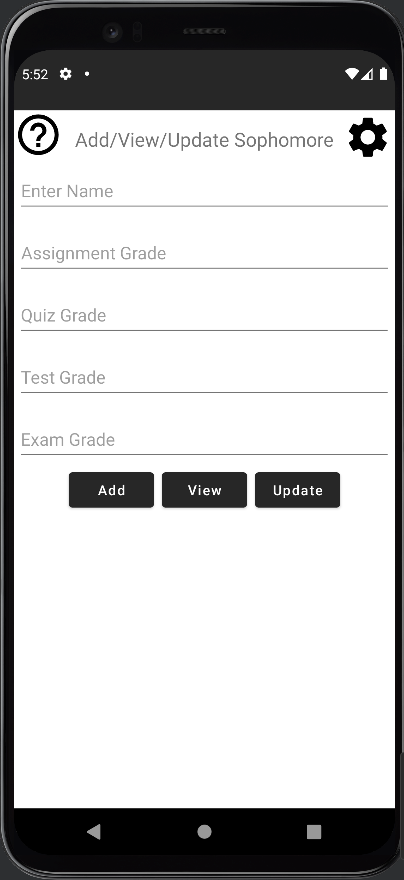 5:52
? Add/View/Update Sophomore
Enter Name
Assignment Grade
Quiz Grade
Test Grade
Exam Grade
Add View Update